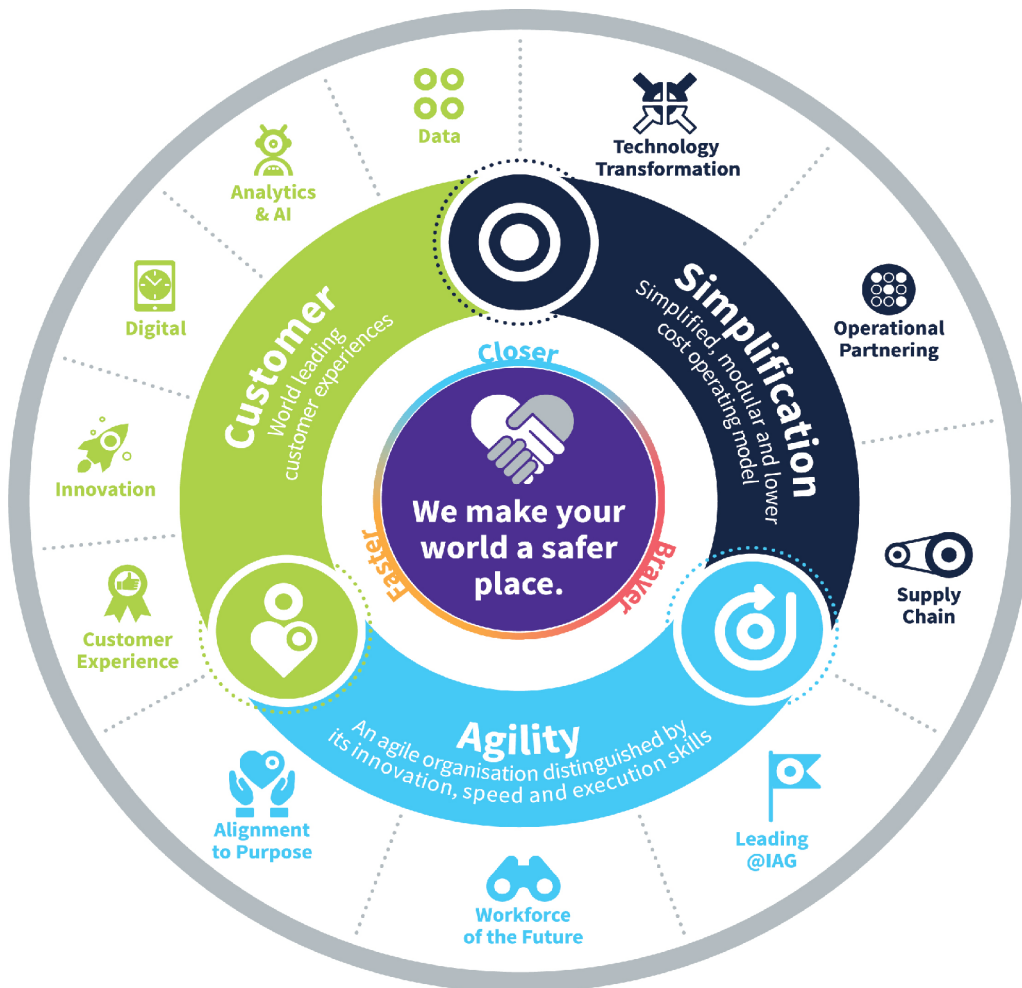 Data
Technology
Transformation
Analytics
& AI
Operational
Partnering
Digital
Innovation
Supply
Chain
Customer
Experience
Customer
World leading
customer experiences
Simplification
Simplified, modular and lower
cost operating model
Closer
Faster
Braver
We make your
world a safer
place.
Agility
An agile organisation distinguished by
its innovation, speed and execution skills
Alignment
to Purpose
Workforce
of the Future
Leading
@IAG